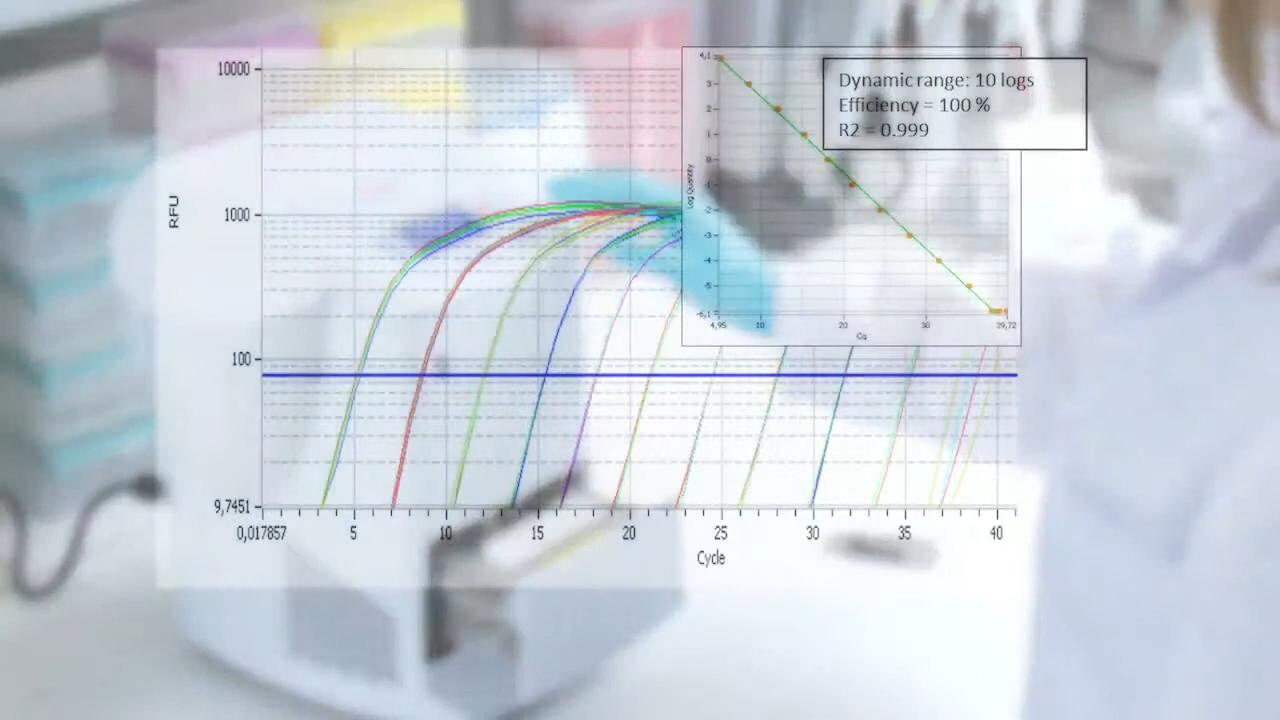 10000
1000
100
9,7451
RFU
0,017857 5 10 15 20 25 30 35 40
Cycle
4,1
3
2
1
0
-1
-2
-3
-4
-5
-6,1
Log Quantity
4,95 10 20 30
Cq
Dynamic range: 10 logs
Efficiency = 100 %
R2 = 0.999